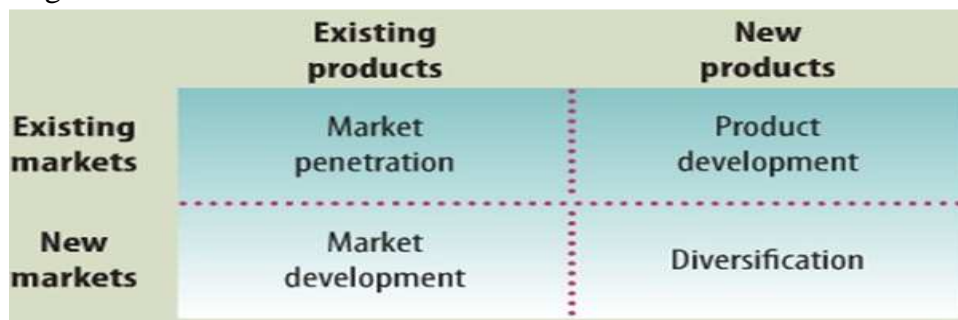 Existing
products
New
products
Existing
markets
Market
penetration
Product
development
New
markets
Market
development
Diversification